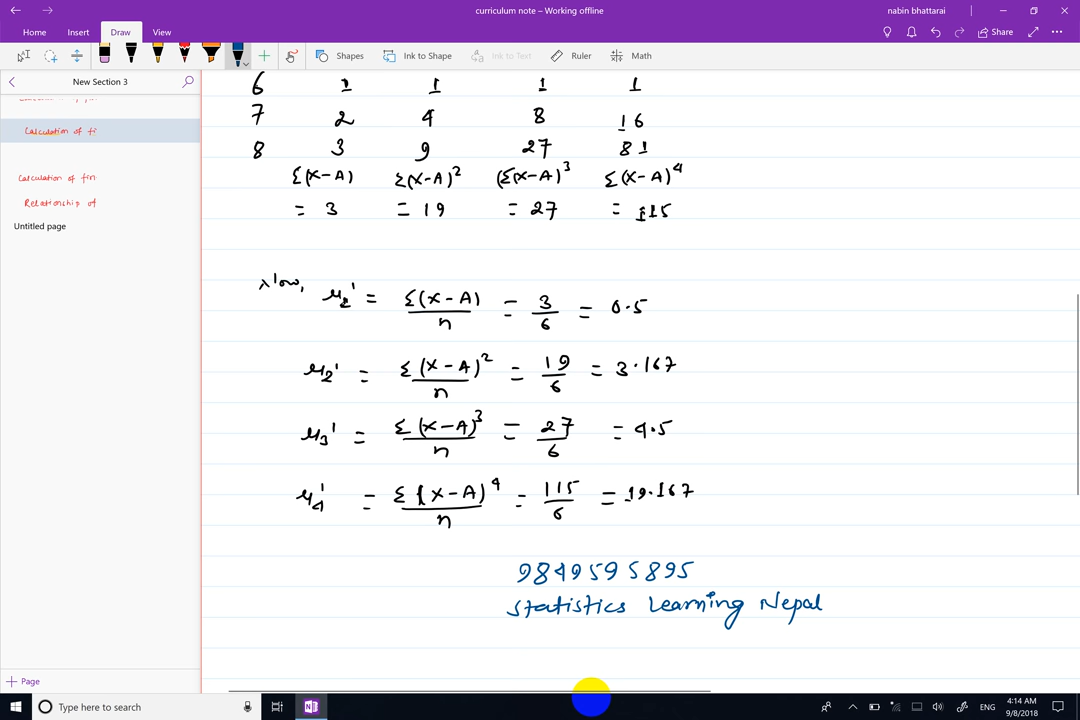 curriculum note – Working offline
nabin bhattarai
Home Insert Draw View
Share
Shapes Ink to Shape Ink to Text Ruler Math
New Section 3
Calculation of fi
Calculation of fin
Relationship of
Untitled page
Page
6 1 1 1 1
7 2 4 8 16
8 3 9 27 81
Σ(X-A) Σ(X-A)² (Σ(X-A)³ Σ(X-A)⁴
= 3 = 19 = 27 = 115
Now, μ₂' = Σ(X-A)/n = 3/6 = 0.5
μ₂' = Σ(X-A)²/n = 19/6 = 3.167
μ₃' = Σ(X-A)³/n = 27/6 = 4.5
μ₄' = Σ(X-A)⁴/n = 115/6 = 19.167
9849595895
Statistics Learning Nepal
Type here to search
ENG
4:14 AM
9/8/2018